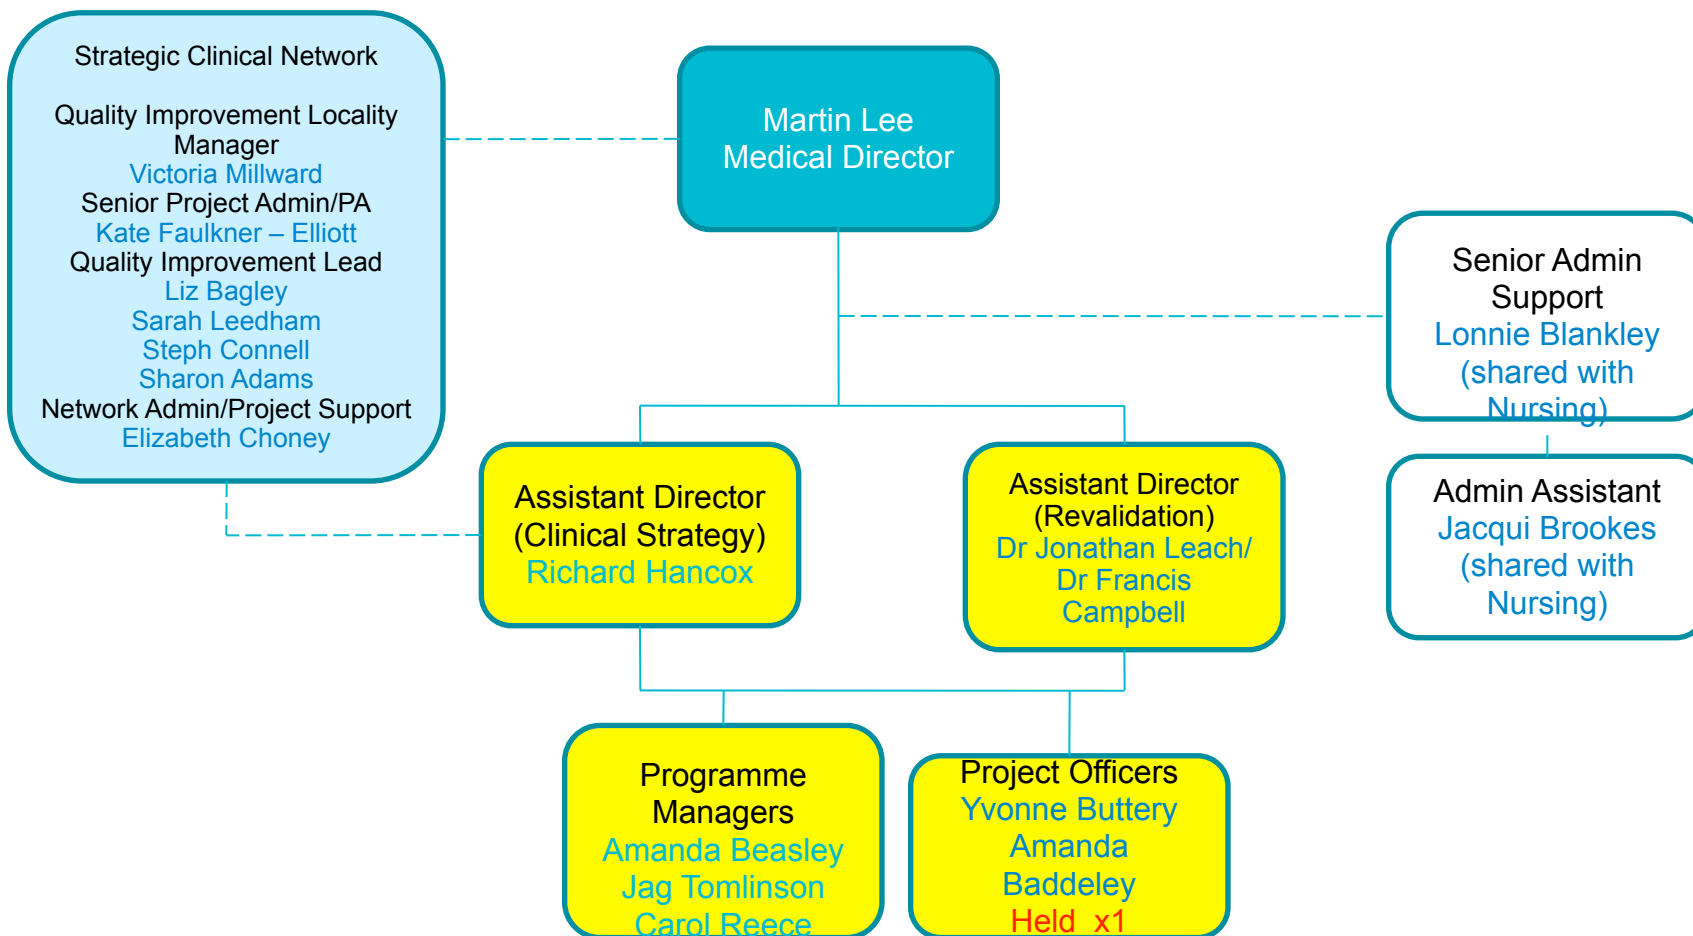 Strategic Clinical Network
Quality Improvement Locality
Manager
Victoria Millward
Senior Project Admin/PA
Kate Faulkner – Elliott
Quality Improvement Lead
Liz Bagley
Sarah Leedham
Steph Connell
Sharon Adams
Network Admin/Project Support
Elizabeth Choney
Martin Lee
Medical Director
Senior Admin
Support
Lonnie Blankley
(shared with
Nursing)
Assistant Director
(Clinical Strategy)
Richard Hancox
Assistant Director
(Revalidation)
Dr Jonathan Leach/
Dr Francis
Campbell
Admin Assistant
Jacqui Brookes
(shared with
Nursing)
Programme
Managers
Amanda Beasley
Jag Tomlinson
Carol Reece
Project Officers
Yvonne Buttery
Amanda
Baddeley
Held x1